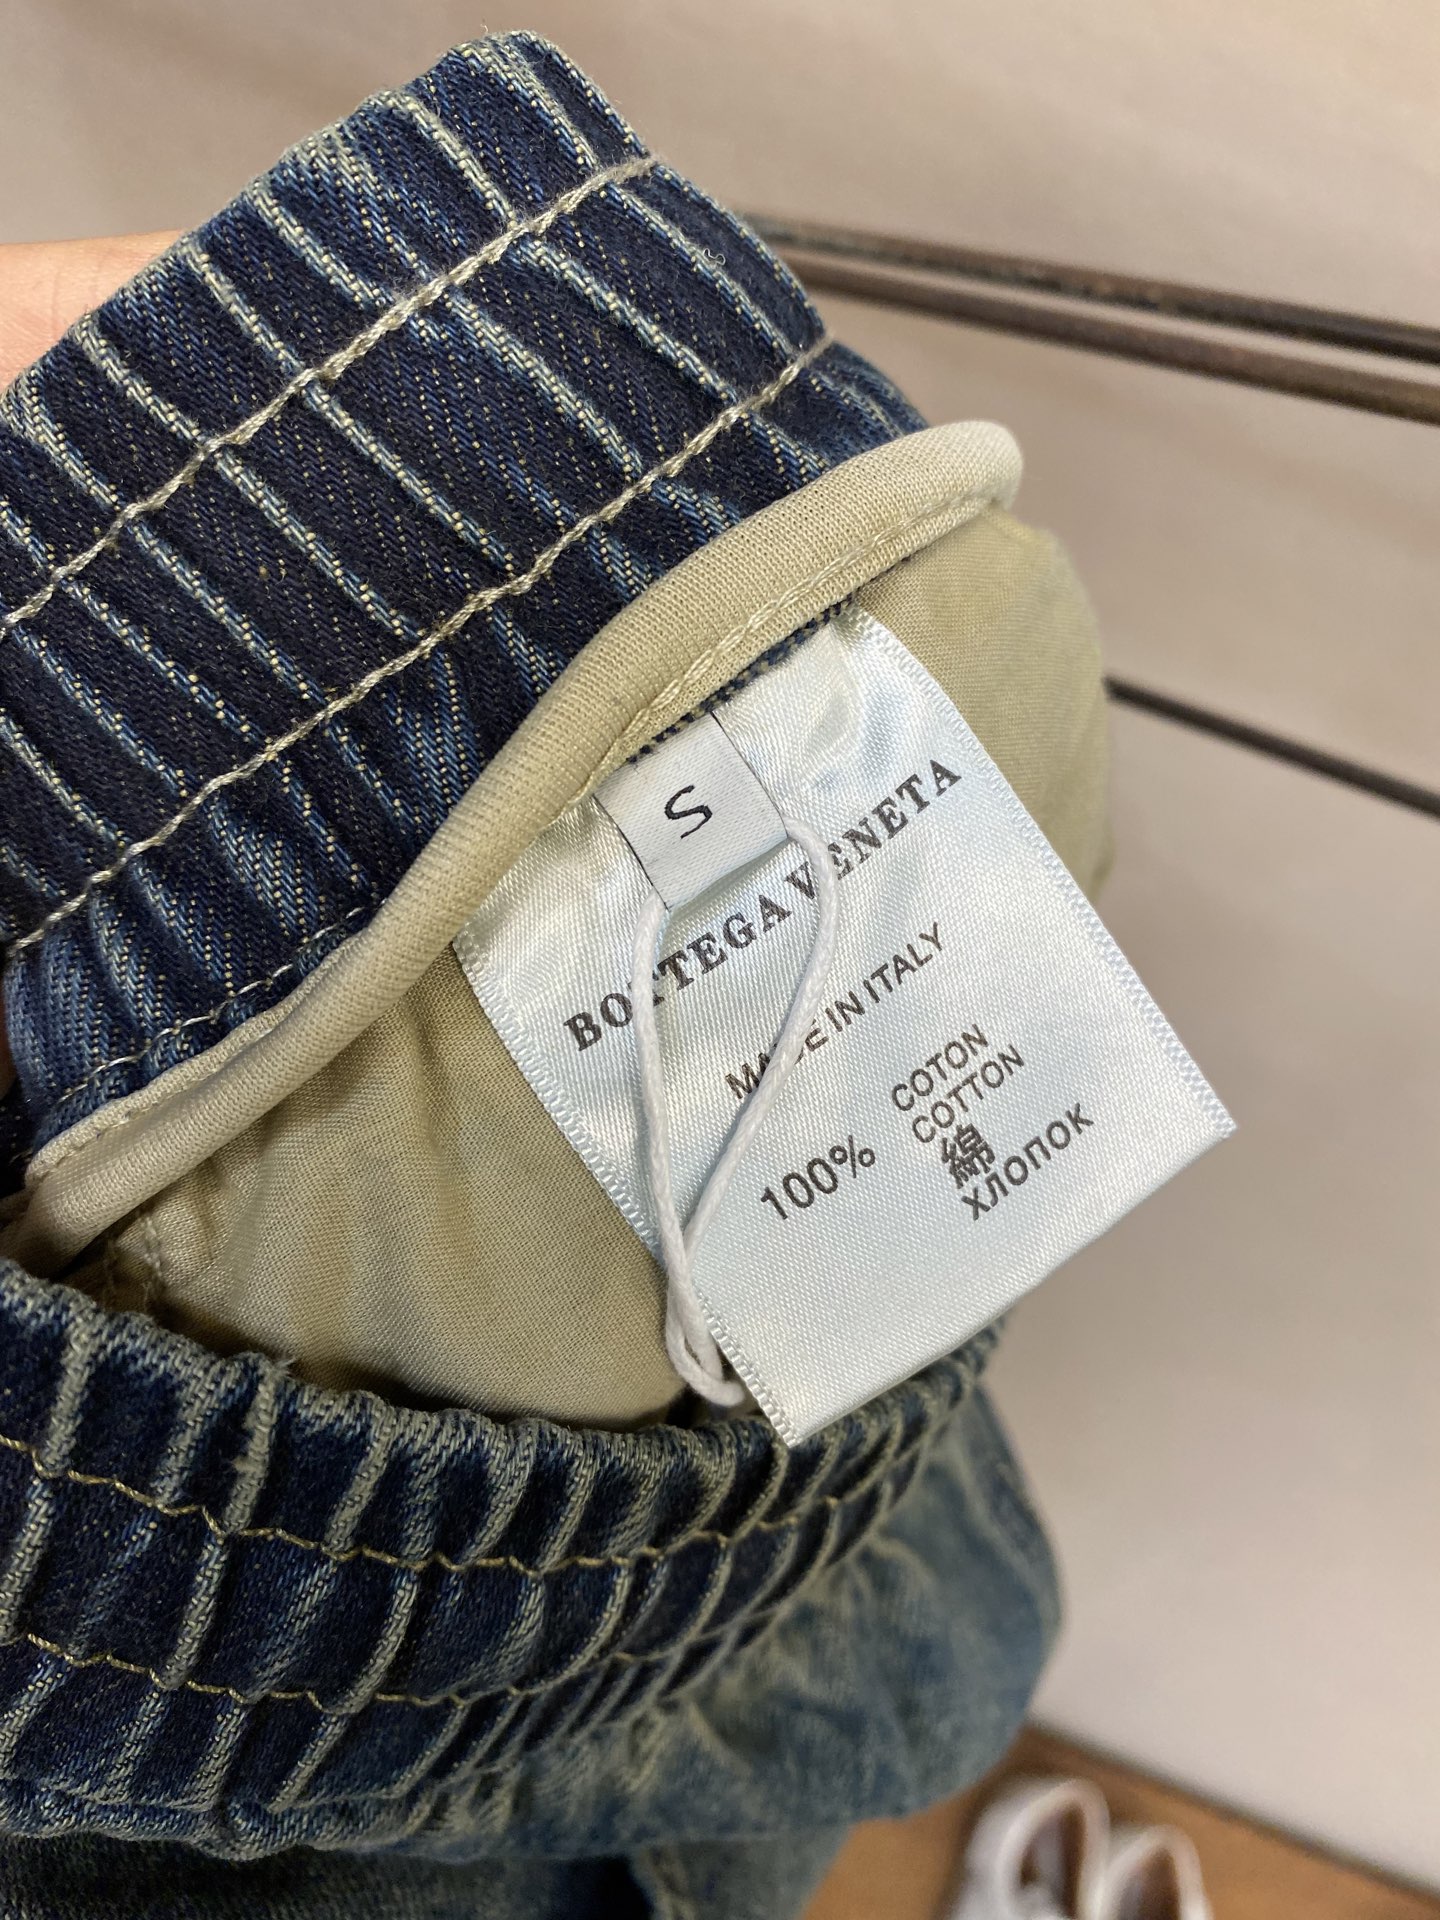 S
BOTTEGA VENETA
MADE IN ITALY
100% COTON
COTTON
綿
ХЛОПОК